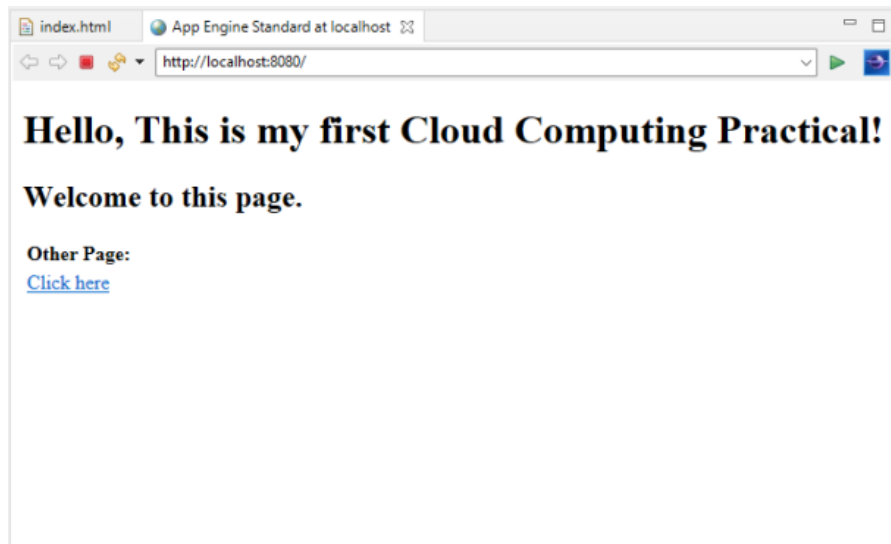 index.html App Engine Standard at localhost
http://localhost:8080/
Hello, This is my first Cloud Computing Practical!
Welcome to this page.
Other Page:
Click here